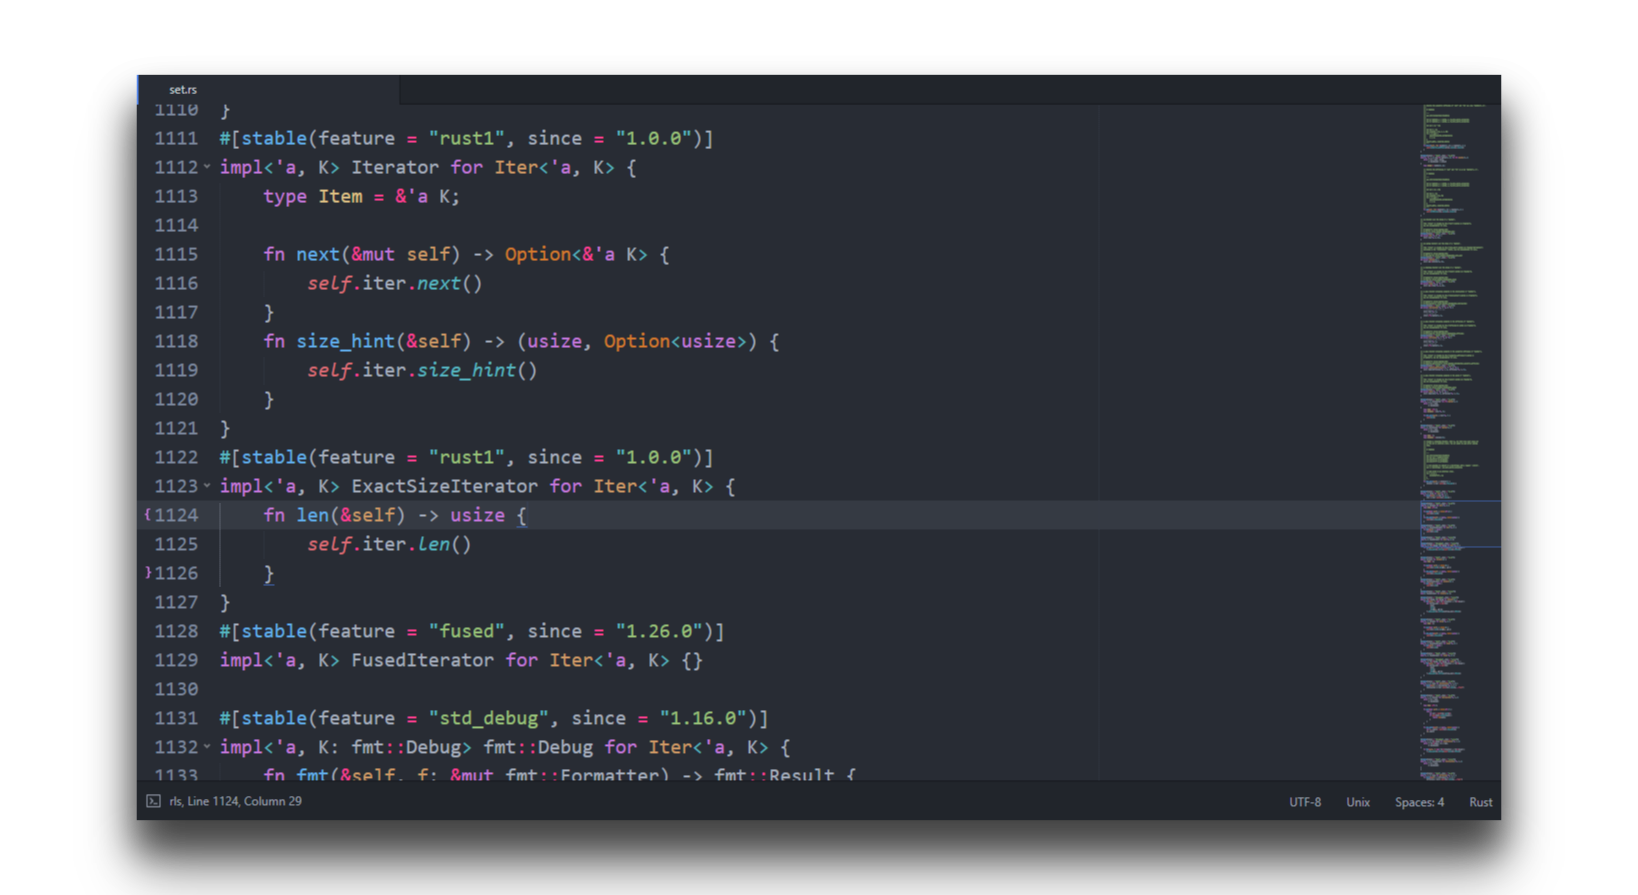 set.rs
1110 }
1111 #[stable(feature = "rust1", since = "1.0.0")]
1112 impl<'a, K> Iterator for Iter<'a, K> {
1113     type Item = &'a K;
1114
1115     fn next(&mut self) -> Option<&'a K> {
1116         self.iter.next()
1117     }
1118     fn size_hint(&self) -> (usize, Option<usize>) {
1119         self.iter.size_hint()
1120     }
1121 }
1122 #[stable(feature = "rust1", since = "1.0.0")]
1123 impl<'a, K> ExactSizeIterator for Iter<'a, K> {
{1124     fn len(&self) -> usize {
1125         self.iter.len()
}1126     }
1127 }
1128 #[stable(feature = "fused", since = "1.26.0")]
1129 impl<'a, K> FusedIterator for Iter<'a, K> {}
1130
1131 #[stable(feature = "std_debug", since = "1.16.0")]
1132 impl<'a, K: fmt::Debug> fmt::Debug for Iter<'a, K> {
1133     fn fmt(&self, f: &mut fmt::Formatter) -> fmt::Result {
rls, Line 1124, Column 29 UTF-8 Unix Spaces: 4 Rust